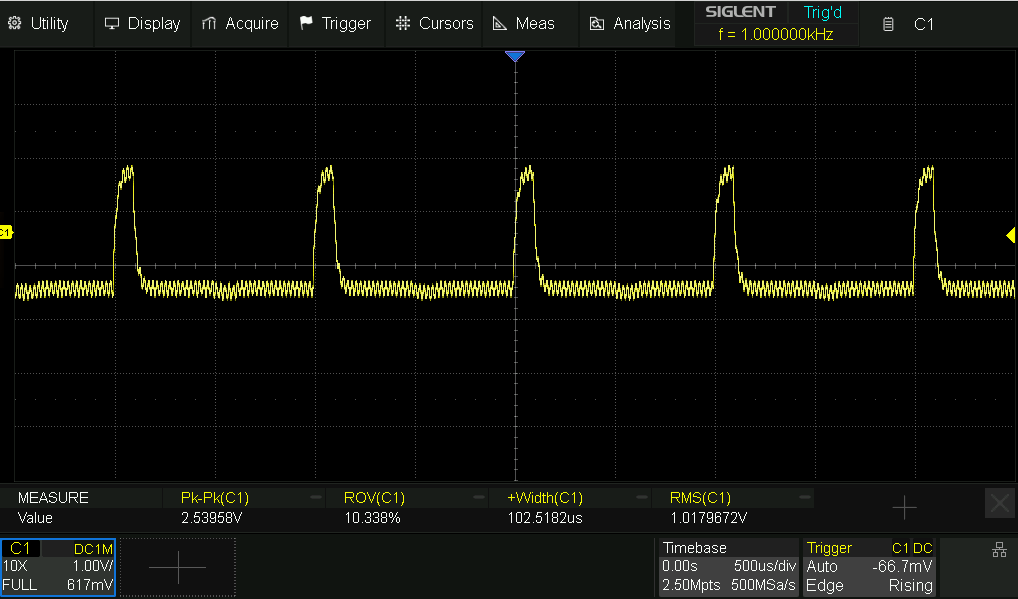 Utility Display Acquire Trigger Cursors Meas Analysis SIGLENT Trig'd C1
f = 1.000000kHz
C1
MEASURE Pk-Pk(C1) ROV(C1) +Width(C1) RMS(C1)
Value 2.53958V 10.338% 102.5182us 1.0179672V
C1 DC1M
10X 1.00V/
FULL 617mV
Timebase
0.00s 500us/div
2.50Mpts 500MSa/s
Trigger C1 DC
Auto -66.7mV
Edge Rising